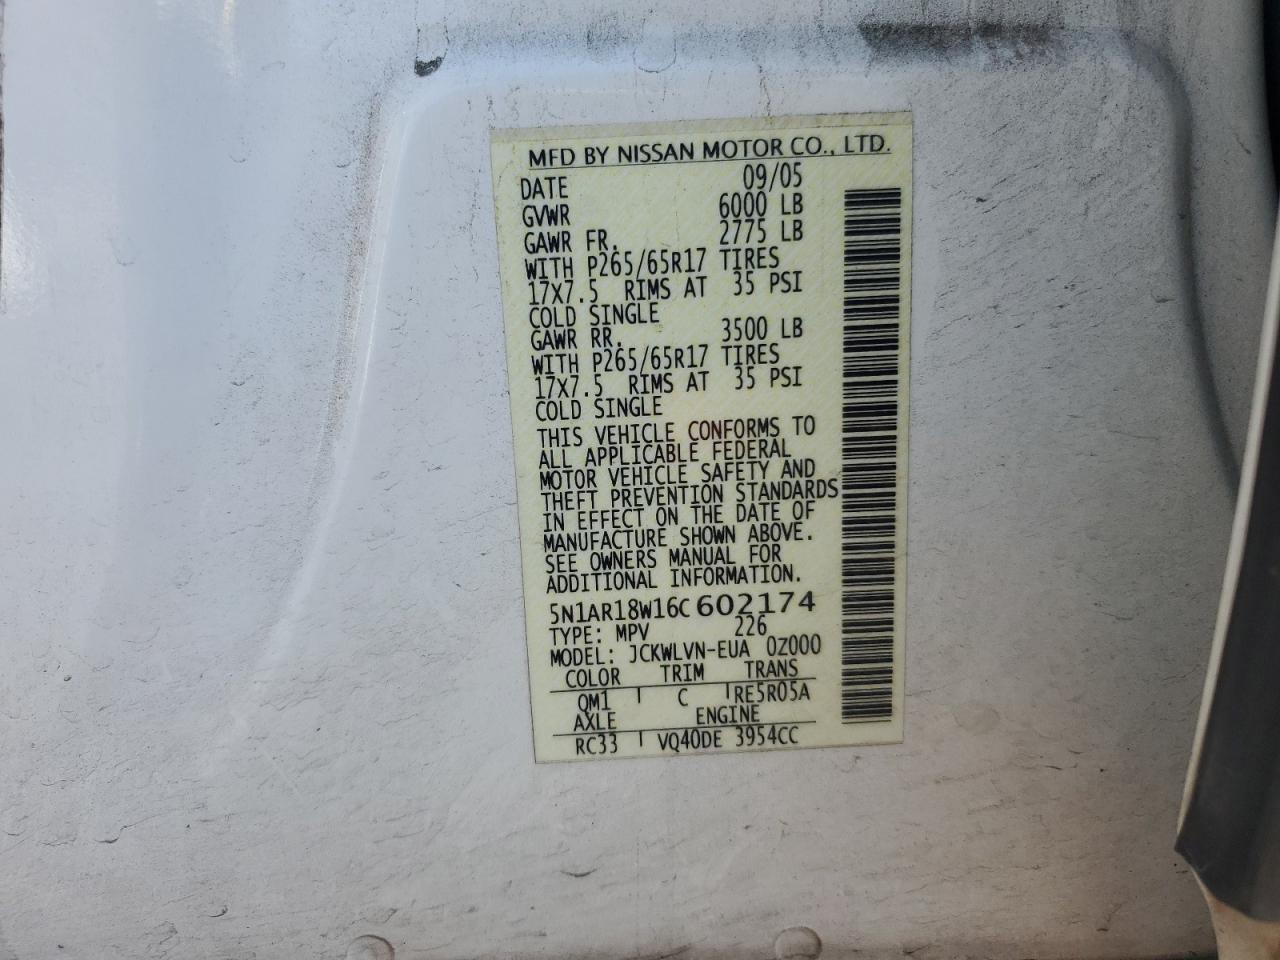 MFD BY NISSAN MOTOR CO., LTD.
DATE 09/05
GVWR 6000 LB
GAWR FR. 2775 LB
WITH P265/65R17 TIRES
17X7.5 RIMS AT 35 PSI
COLD SINGLE
GAWR RR. 3500 LB
WITH P265/65R17 TIRES
17X7.5 RIMS AT 35 PSI
COLD SINGLE
THIS VEHICLE CONFORMS TO
ALL APPLICABLE FEDERAL
MOTOR VEHICLE SAFETY AND
THEFT PREVENTION STANDARDS
IN EFFECT ON THE DATE OF
MANUFACTURE SHOWN ABOVE.
SEE OWNERS MANUAL FOR
ADDITIONAL INFORMATION.
5N1AR18W16C602174
TYPE: MPV 226
MODEL: JCKWLVN-EUA 0Z000
COLOR TRIM TRANS
QM1 C RE5R05A
AXLE ENGINE
RC33 VQ40DE 3954CC